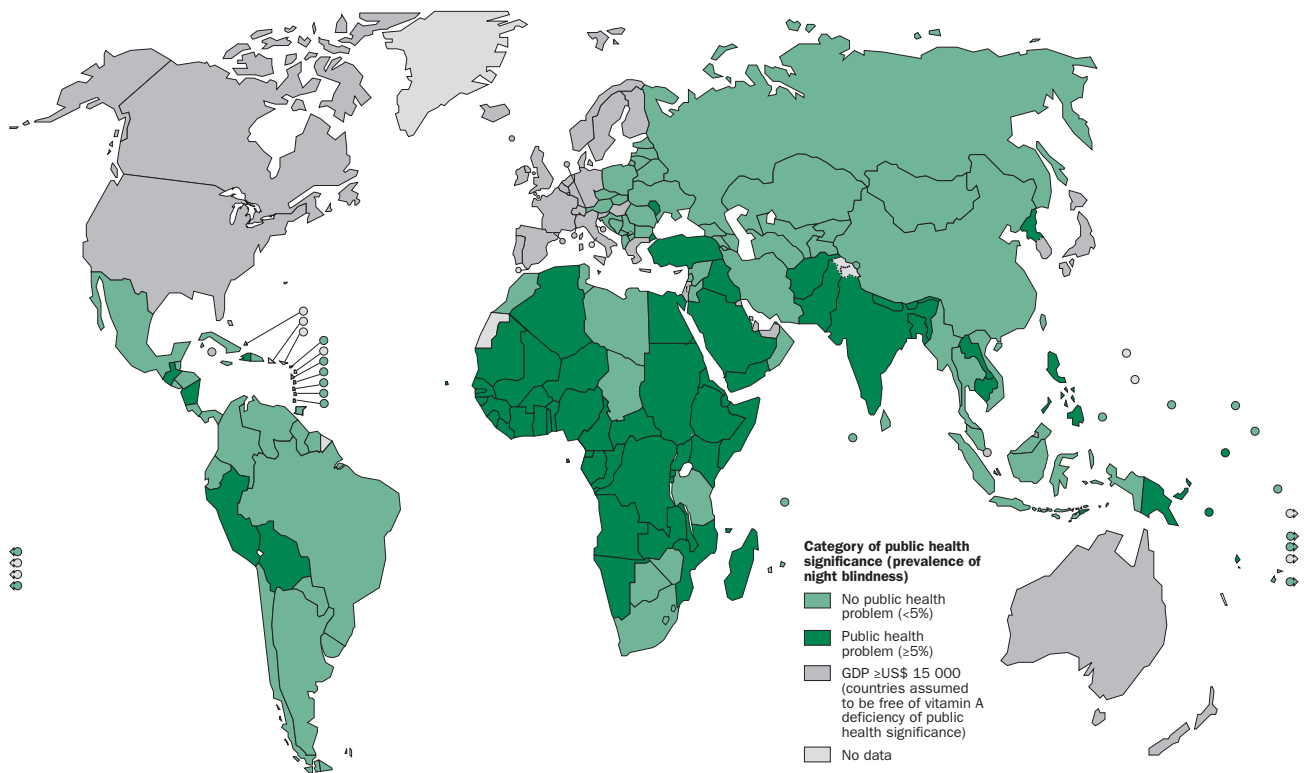 Category of public health
significance (prevalence of
night blindness)
No public health
problem (<5%)
Public health
problem (≥5%)
GDP ≥US$ 15 000
(countries assumed
to be free of vitamin A
deficiency of public
health significance)
No data